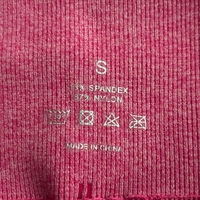 S
% SPANDEX
% NYLON
MADE IN CHINA